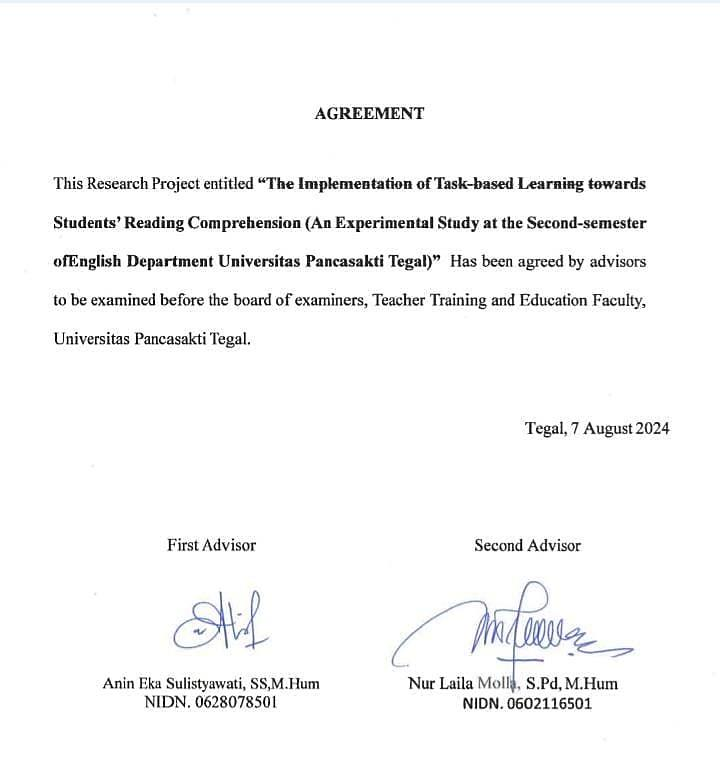 AGREEMENT
This Research Project entitled “The Implementation of Task-based Learning towards
Students’ Reading Comprehension (An Experimental Study at the Second-semester
ofEnglish Department Universitas Pancasakti Tegal)” Has been agreed by advisors
to be examined before the board of examiners, Teacher Training and Education Faculty,
Universitas Pancasakti Tegal.
Tegal, 7 August 2024
First Advisor
Second Advisor
Anin Eka Sulistyawati, SS,M.Hum
Nur Laila Molla, S.Pd, M.Hum
NIDN. 0628078501
NIDN. 0602116501